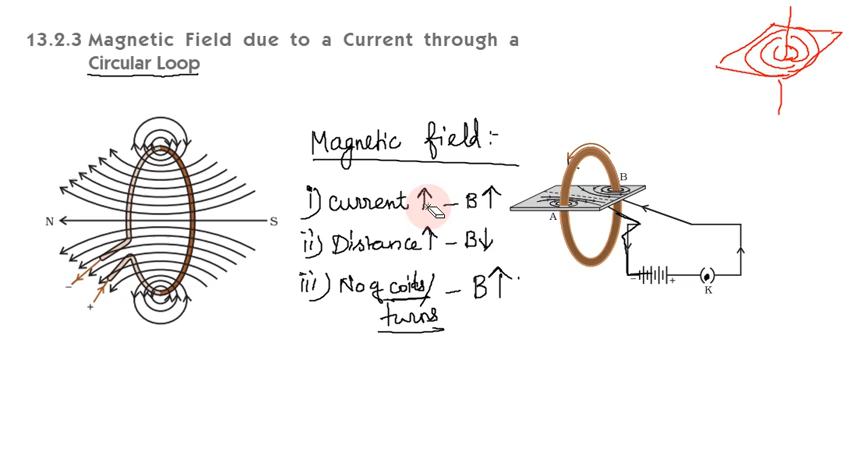 13.2.3 Magnetic Field due to a Current through a
Circular Loop
Magnetic field:-
i) Current ↑ - B ↑
ii) Distance ↑ - B↓
iii) No of coils/ - B↑
turns
N
S
−
+
A
B
−
+
K